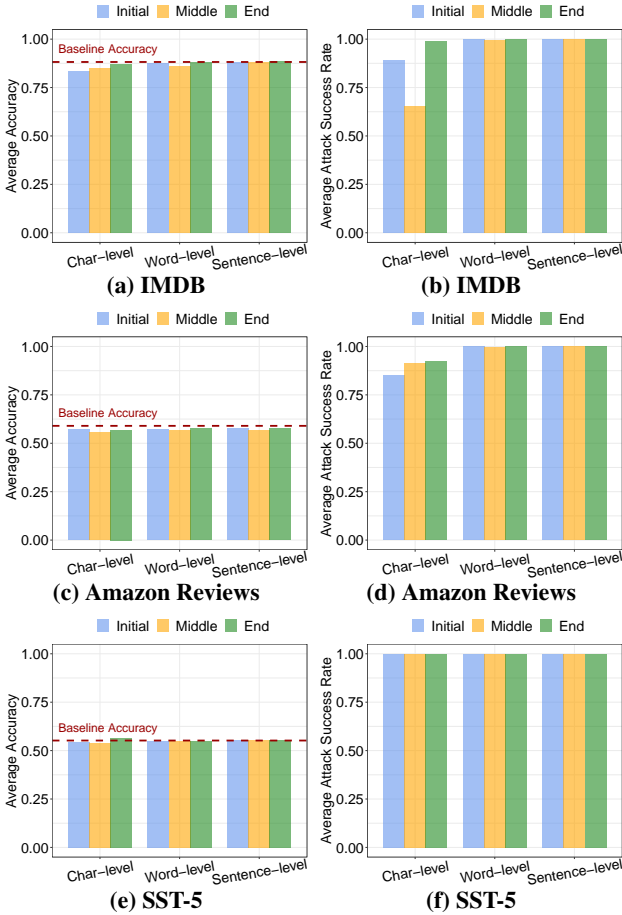 Initial Middle End
Average Accuracy
1.00
0.75
0.50
0.25
0.00
Baseline Accuracy
Char-level Word-level Sentence-level
(a) IMDB
Initial Middle End
Average Attack Success Rate
1.00
0.75
0.50
0.25
0.00
Char-level Word-level Sentence-level
(b) IMDB
Initial Middle End
Average Accuracy
1.00
0.75
0.50
0.25
0.00
Baseline Accuracy
Char-level Word-level Sentence-level
(c) Amazon Reviews
Initial Middle End
Average Attack Success Rate
1.00
0.75
0.50
0.25
0.00
Char-level Word-level Sentence-level
(d) Amazon Reviews
Initial Middle End
Average Accuracy
1.00
0.75
0.50
0.25
0.00
Baseline Accuracy
Char-level Word-level Sentence-level
(e) SST-5
Initial Middle End
Average Attack Success Rate
1.00
0.75
0.50
0.25
0.00
Char-level Word-level Sentence-level
(f) SST-5